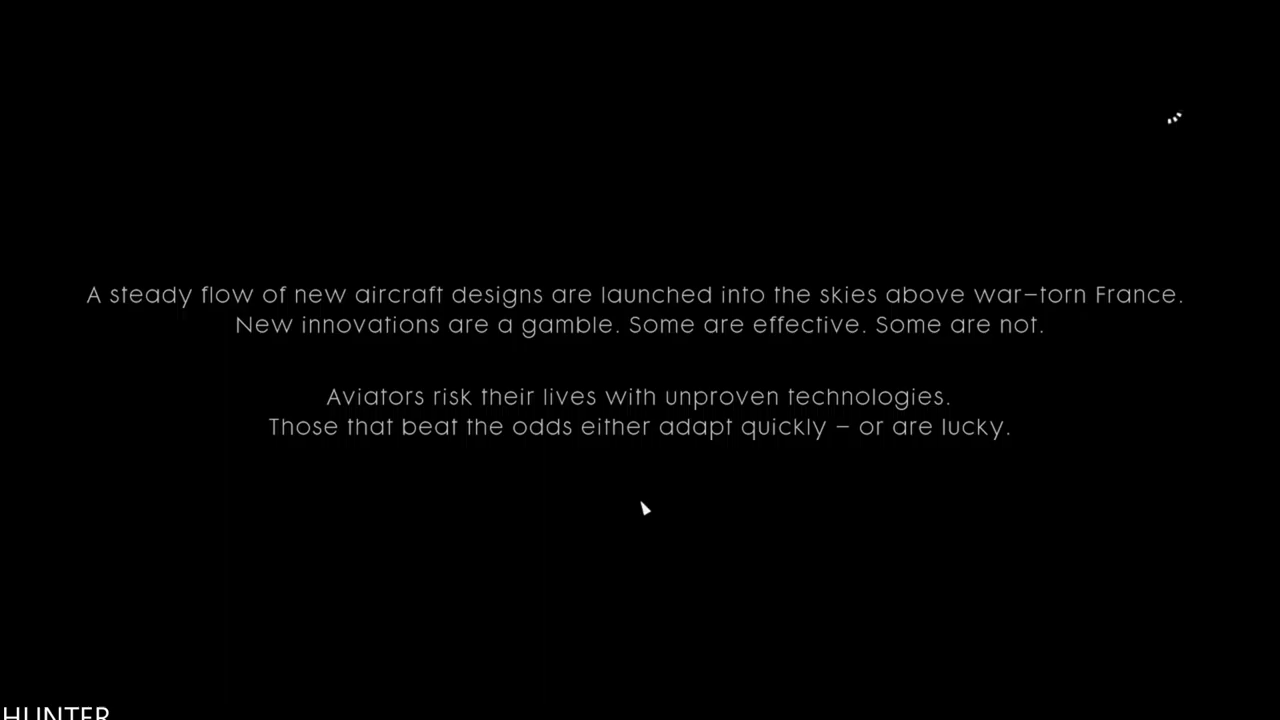 A steady flow of new aircraft designs are launched into the skies above war–torn France.
New innovations are a gamble. Some are effective. Some are not.
Aviators risk their lives with unproven technologies.
Those that beat the odds either adapt quickly – or are lucky.
HUNTER